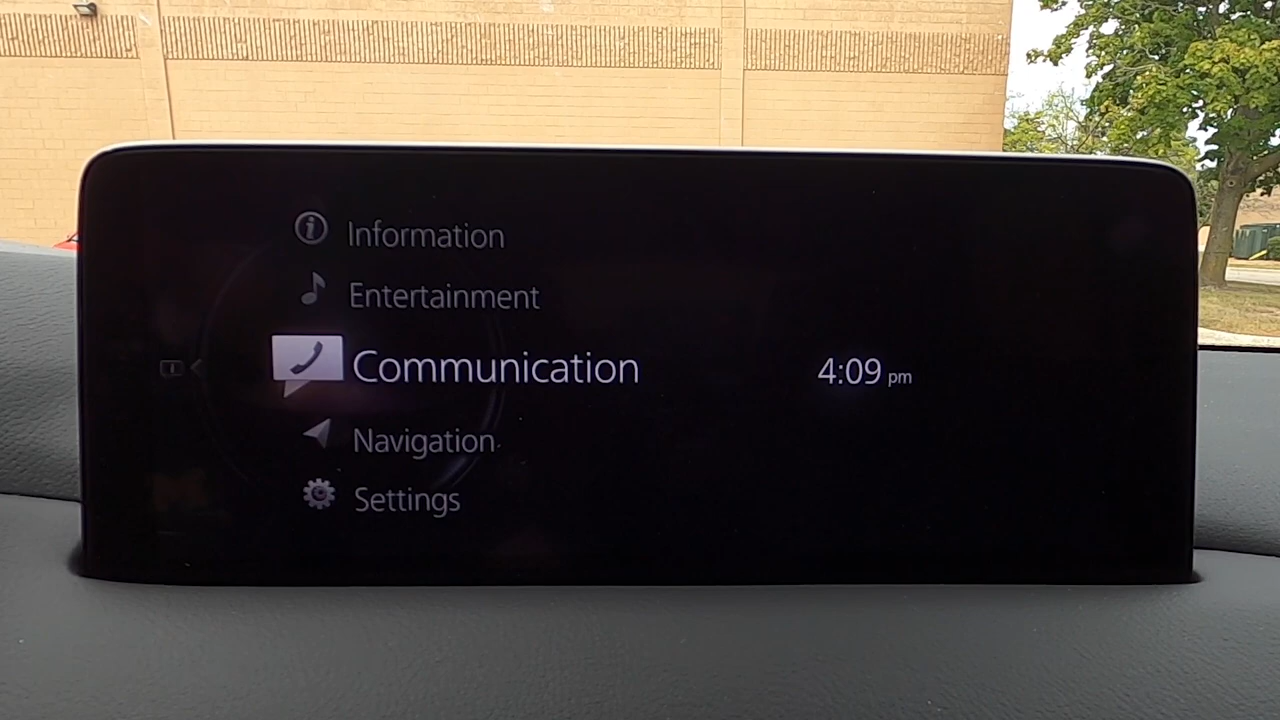 Information
Entertainment
Communication
4:09 pm
Navigation
Settings